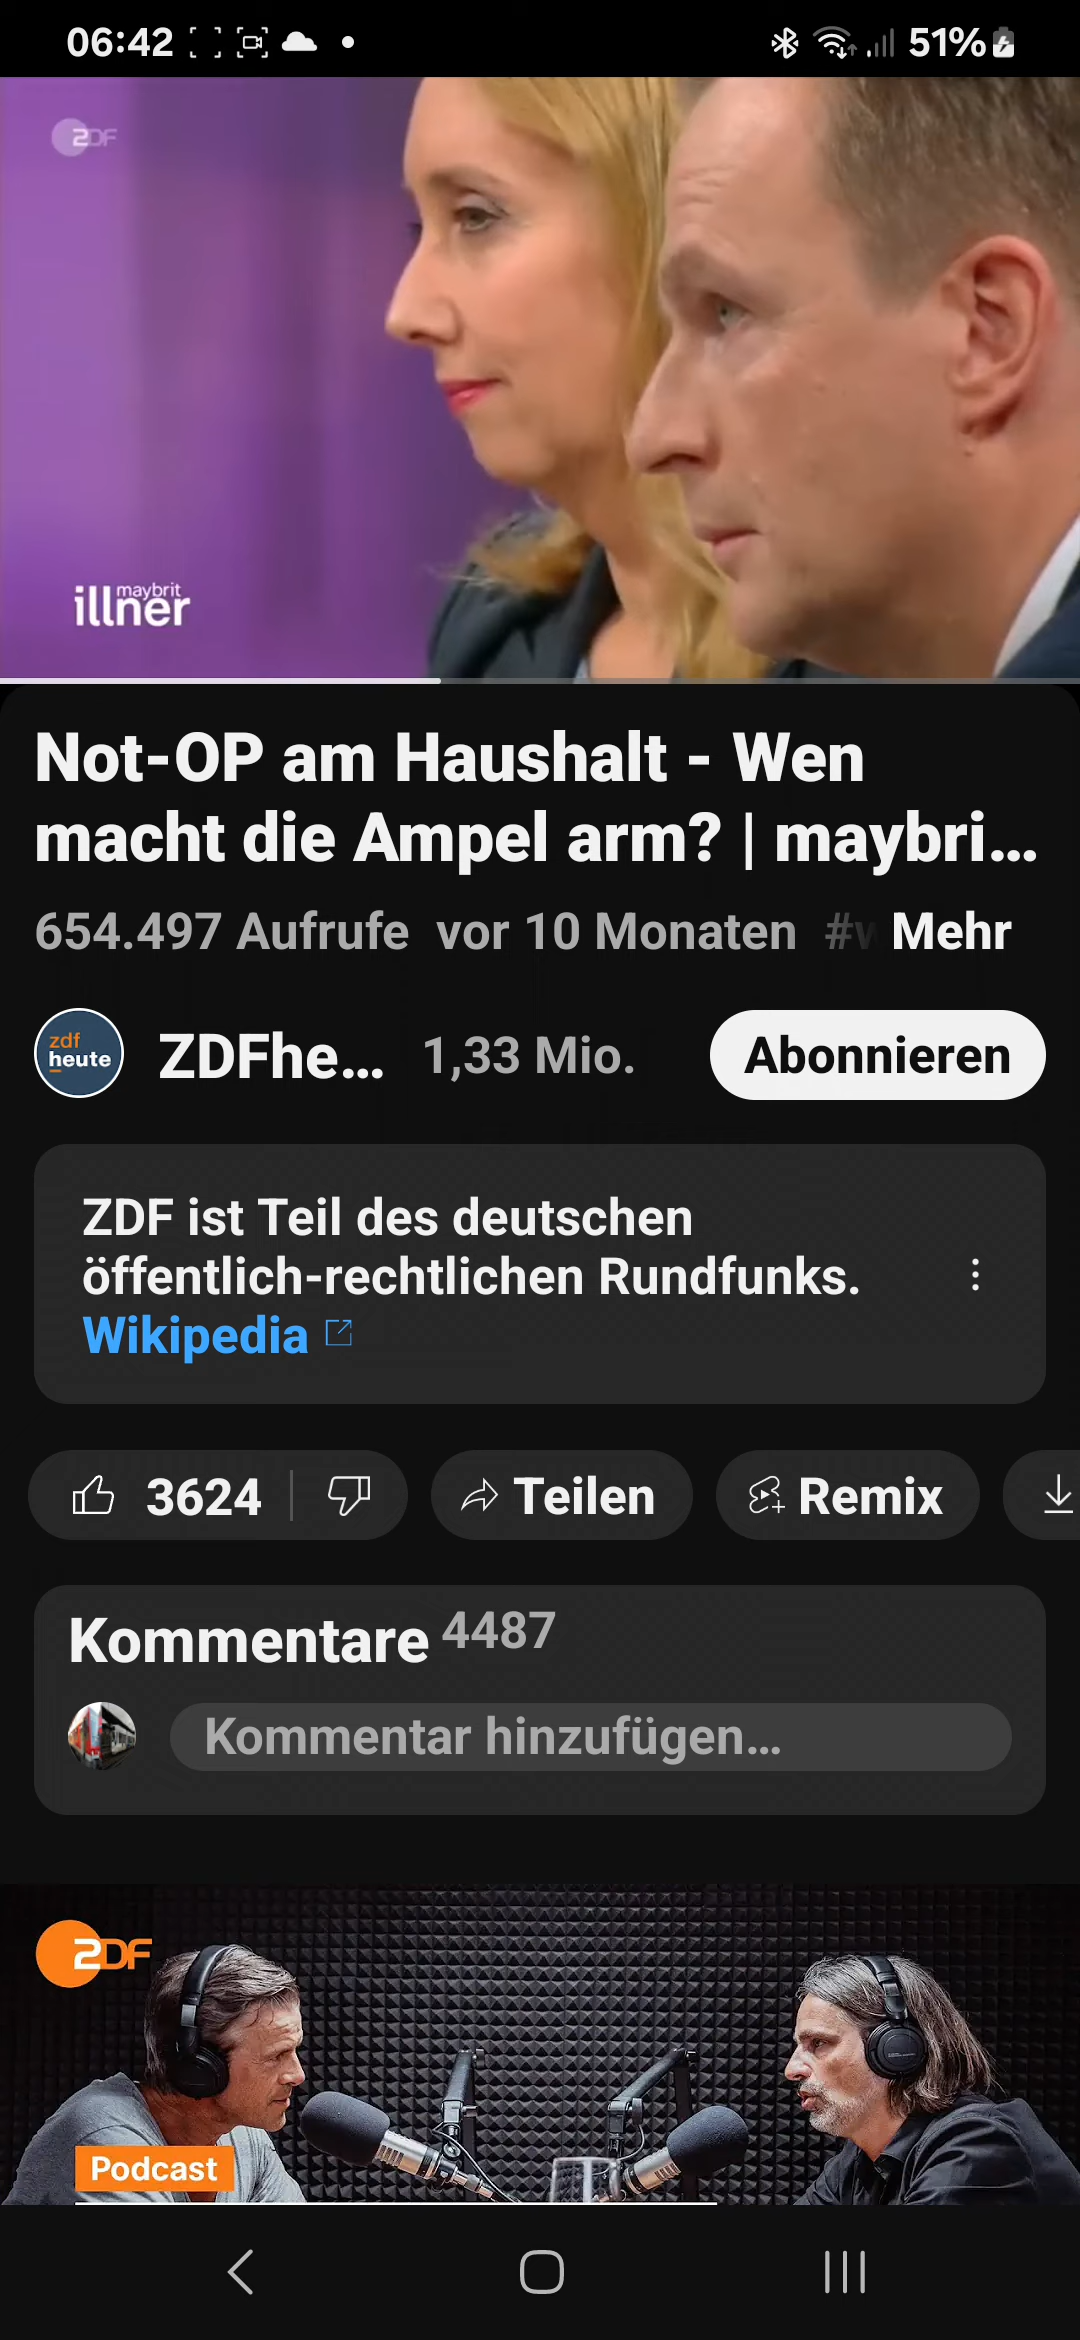 06:42
51%
ZDF
maybrit
illner
Not-OP am Haushalt - Wen
macht die Ampel arm? | maybri...
654.497 Aufrufe vor 10 Monaten #w Mehr
zdf
heute
ZDFhe... 1,33 Mio. Abonnieren
ZDF ist Teil des deutschen
öffentlich-rechtlichen Rundfunks.
Wikipedia
3624 Teilen Remix
Kommentare 4487
Kommentar hinzufügen...
ZDF
Podcast